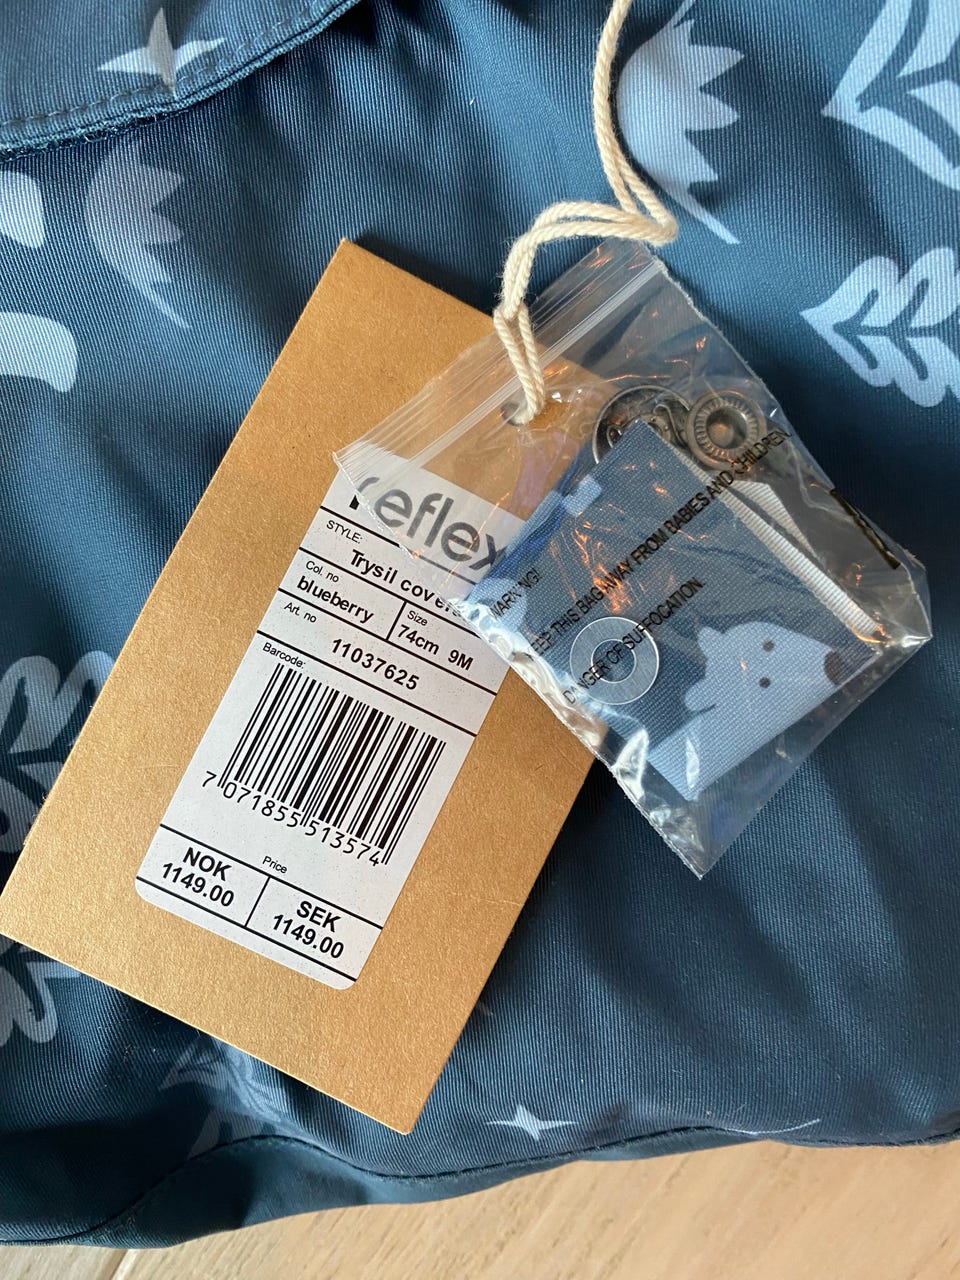 reflex
STYLE:
Trysil covera
Col. no
blueberry
Size
74cm 9M
Art. no
11037625
Barcode:
7 071855 513574
Price
NOK
1149.00
SEK
1149.00
WARNING!
KEEP THIS BAG AWAY FROM BABIES AND CHILDREN
DANGER OF SUFFOCATION.